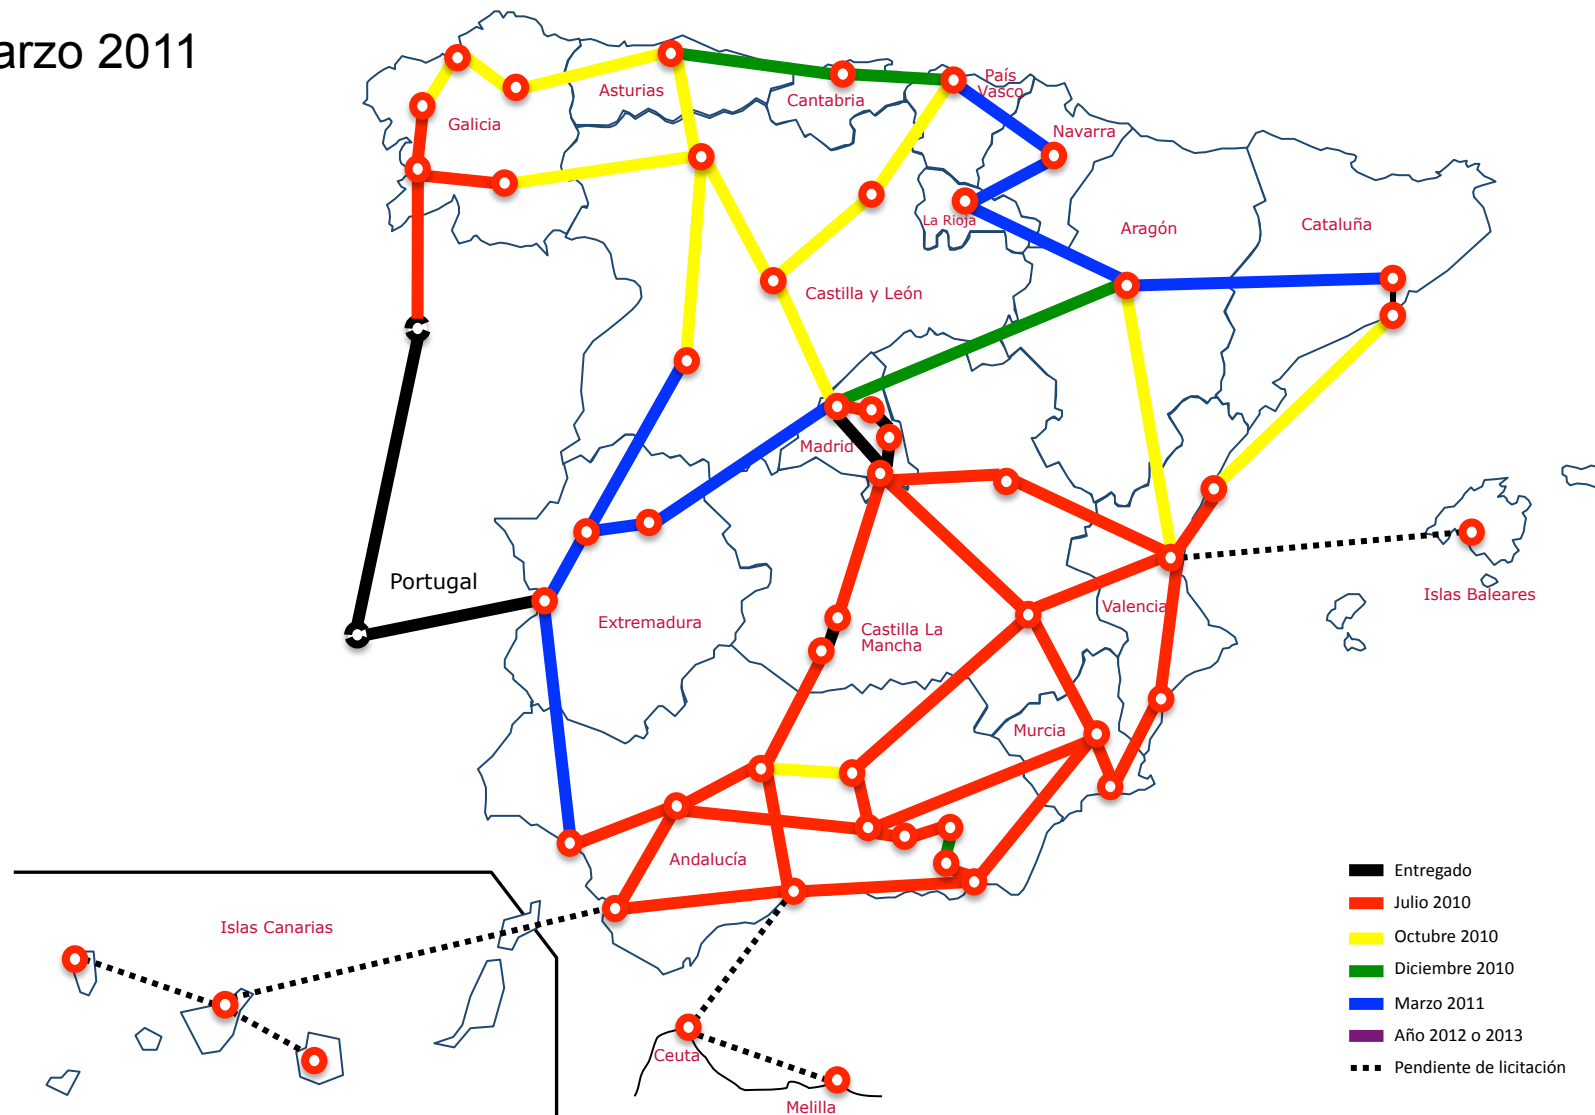 arzo 2011
País
Vasco
Asturias
Cantabria
Galicia
Navarra
La Rioja
Aragón
Cataluña
Castilla y León
Madrid
Portugal
Extremadura
Castilla La
Mancha
Valencia
Islas Baleares
Murcia
Andalucía
Islas Canarias
Ceuta
Melilla
Entregado
Julio 2010
Octubre 2010
Diciembre 2010
Marzo 2011
Año 2012 o 2013
Pendiente de licitación